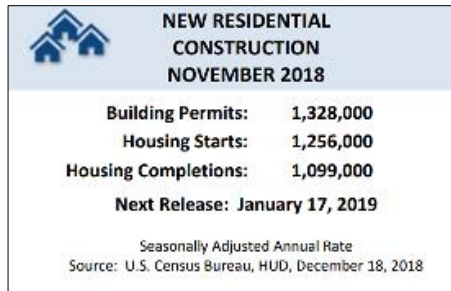 NEW RESIDENTIAL
CONSTRUCTION
NOVEMBER 2018
Building Permits: 1,328,000
Housing Starts: 1,256,000
Housing Completions: 1,099,000
Next Release: January 17, 2019
Seasonally Adjusted Annual Rate
Source: U.S. Census Bureau, HUD, December 18, 2018